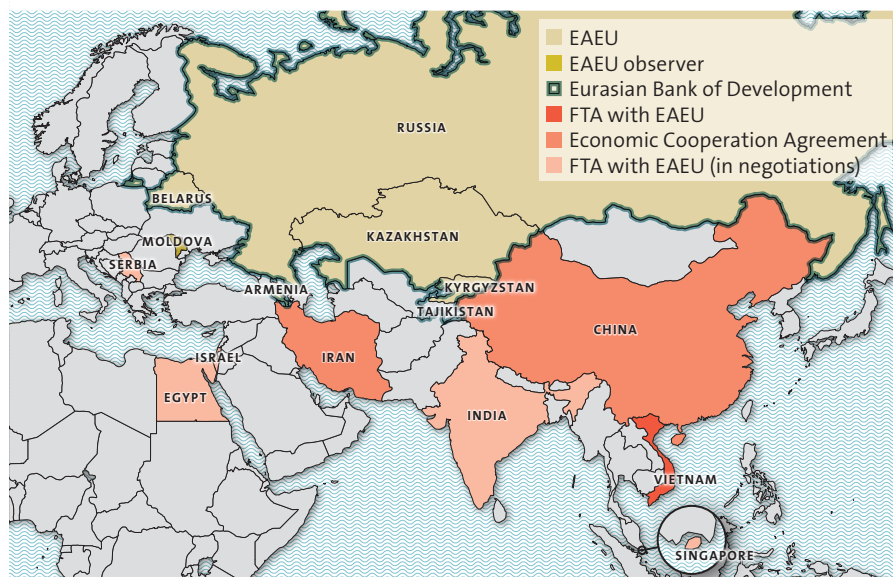 EAEU
EAEU observer
Eurasian Bank of Development
FTA with EAEU
Economic Cooperation Agreement
FTA with EAEU (in negotiations)
RUSSIA
BELARUS
MOLDOVA
KAZAKHSTAN
SERBIA
ARMENIA
KYRGYZSTAN
TAJIKISTAN
CHINA
ISRAEL
IRAN
EGYPT
INDIA
VIETNAM
SINGAPORE